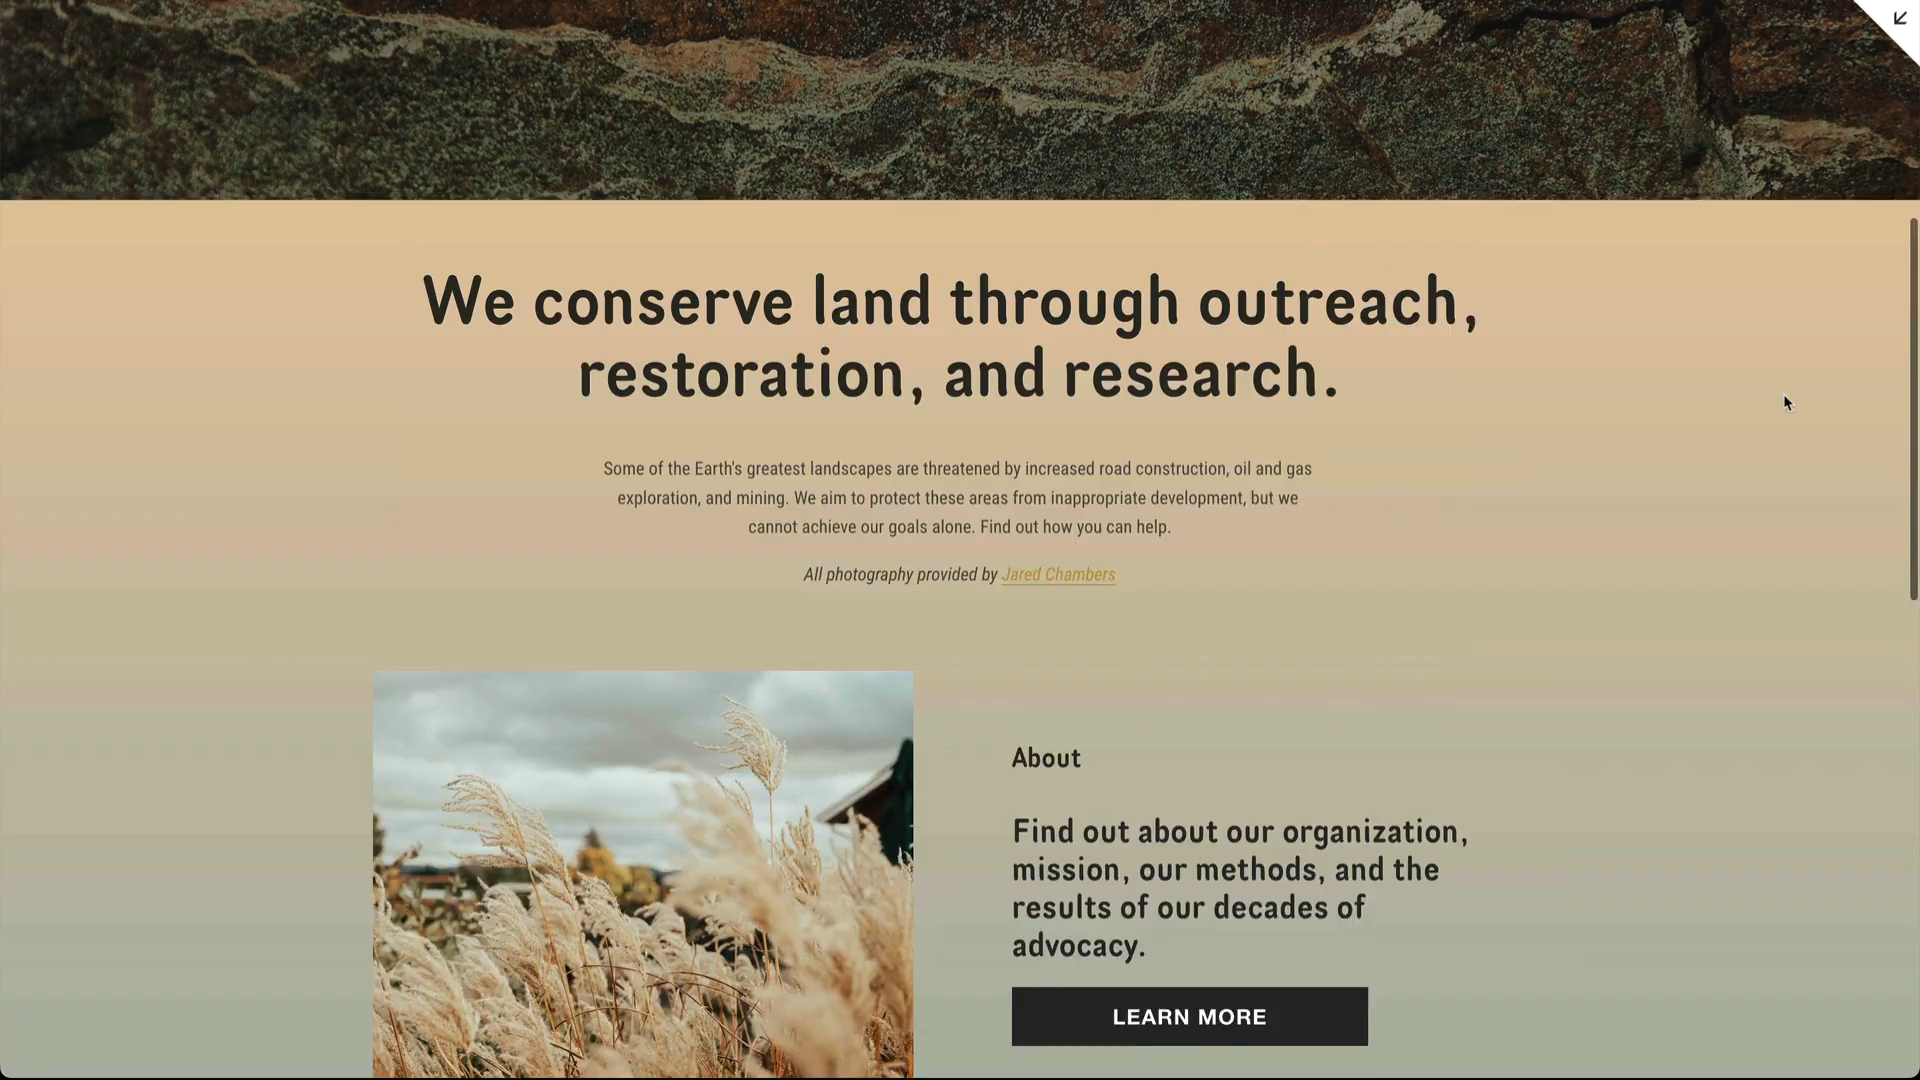 We conserve land through outreach,
restoration, and research.
Some of the Earth's greatest landscapes are threatened by increased road construction, oil and gas
exploration, and mining. We aim to protect these areas from inappropriate development, but we
cannot achieve our goals alone. Find out how you can help.
All photography provided by Jared Chambers
About
Find out about our organization,
mission, our methods, and the
results of our decades of
advocacy.
LEARN MORE